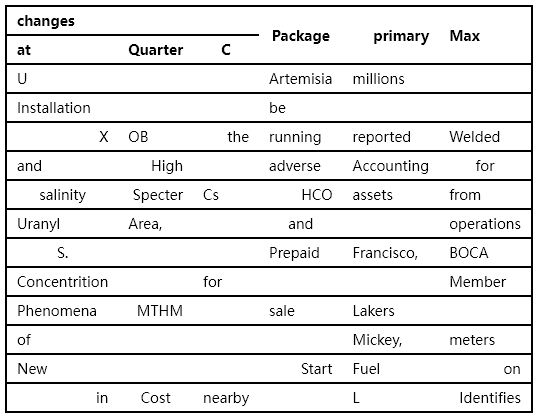 changes
Package primary Max
at Quarter C
U Artemisia millions
Installation be
X OB the running reported Welded
and High adverse Accounting for
salinity Specter Cs HCO assets from
Uranyl Area, and operations
S. Prepaid Francisco, BOCA
Concentrition for Member
Phenomena MTHM sale Lakers
of Mickey, meters
New Start Fuel on
in Cost nearby L Identifies